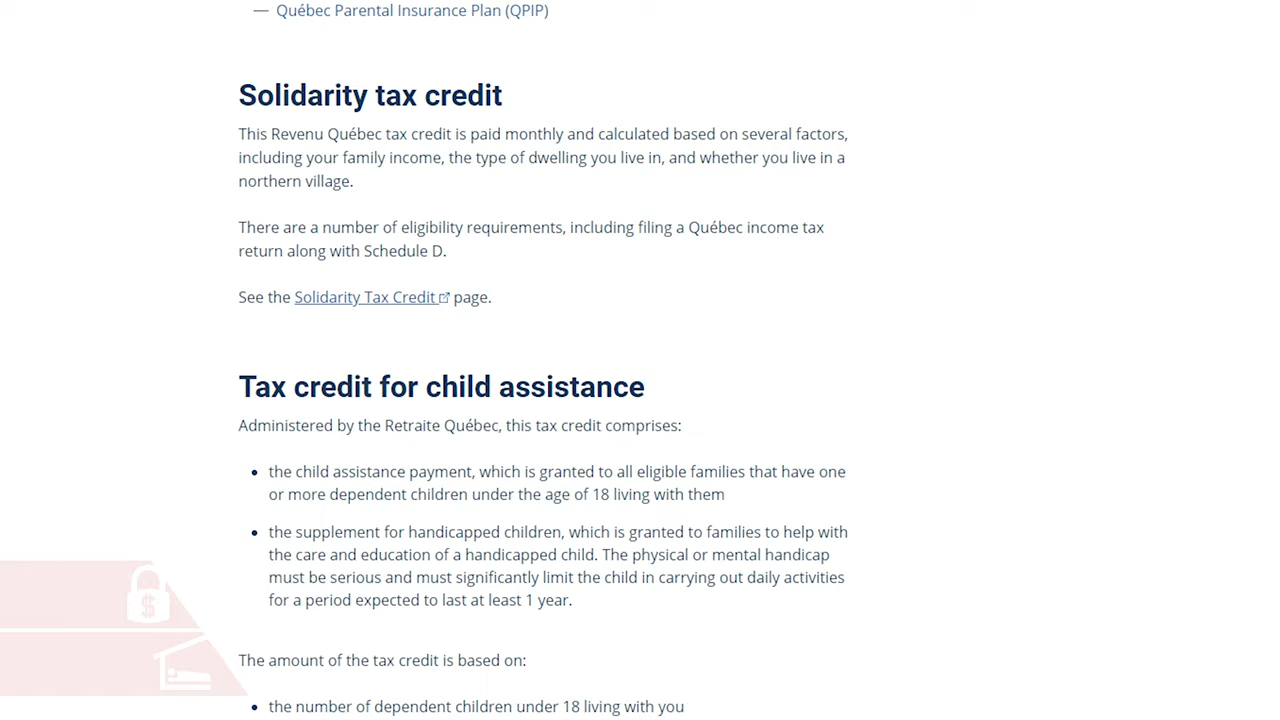 — Québec Parental Insurance Plan (QPIP)
Solidarity tax credit
This Revenu Québec tax credit is paid monthly and calculated based on several factors,
including your family income, the type of dwelling you live in, and whether you live in a
northern village.
There are a number of eligibility requirements, including filing a Québec income tax
return along with Schedule D.
See the Solidarity Tax Credit page.
Tax credit for child assistance
Administered by the Retraite Québec, this tax credit comprises:
• the child assistance payment, which is granted to all eligible families that have one
or more dependent children under the age of 18 living with them
• the supplement for handicapped children, which is granted to families to help with
the care and education of a handicapped child. The physical or mental handicap
must be serious and must significantly limit the child in carrying out daily activities
for a period expected to last at least 1 year.
$
The amount of the tax credit is based on:
• the number of dependent children under 18 living with you